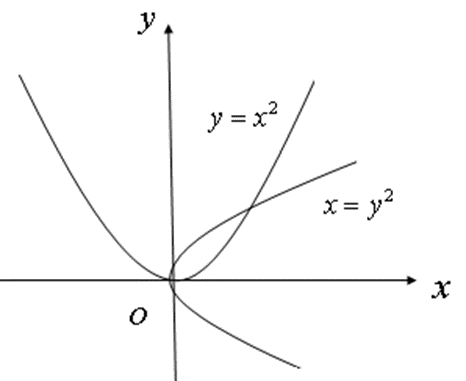 y
y = x²
x = y²
x
O